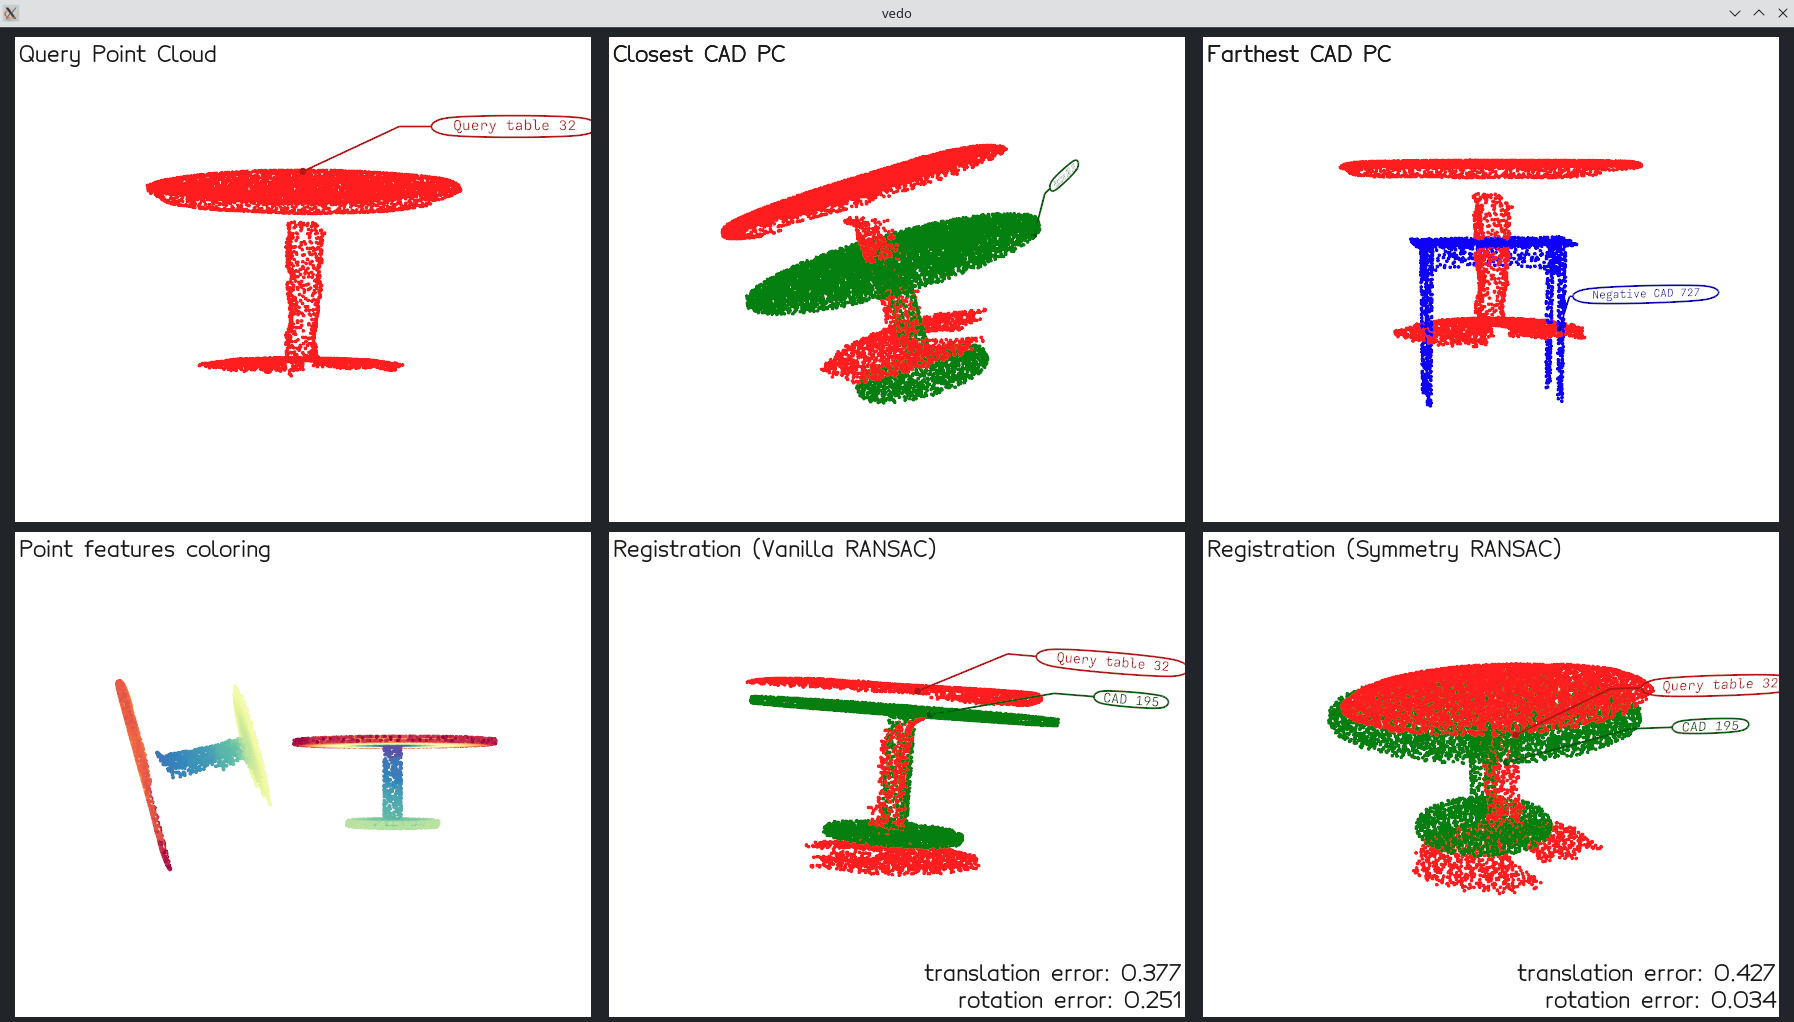 vedo
Query Point Cloud
Query table 32
Closest CAD PC
Farthest CAD PC
Negative CAD 727
Point features coloring
Registration (Vanilla RANSAC)
Query table 32
CAD 195
translation error: 0.377
rotation error: 0.251
Registration (Symmetry RANSAC)
Query table 32
CAD 195
translation error: 0.427
rotation error: 0.034